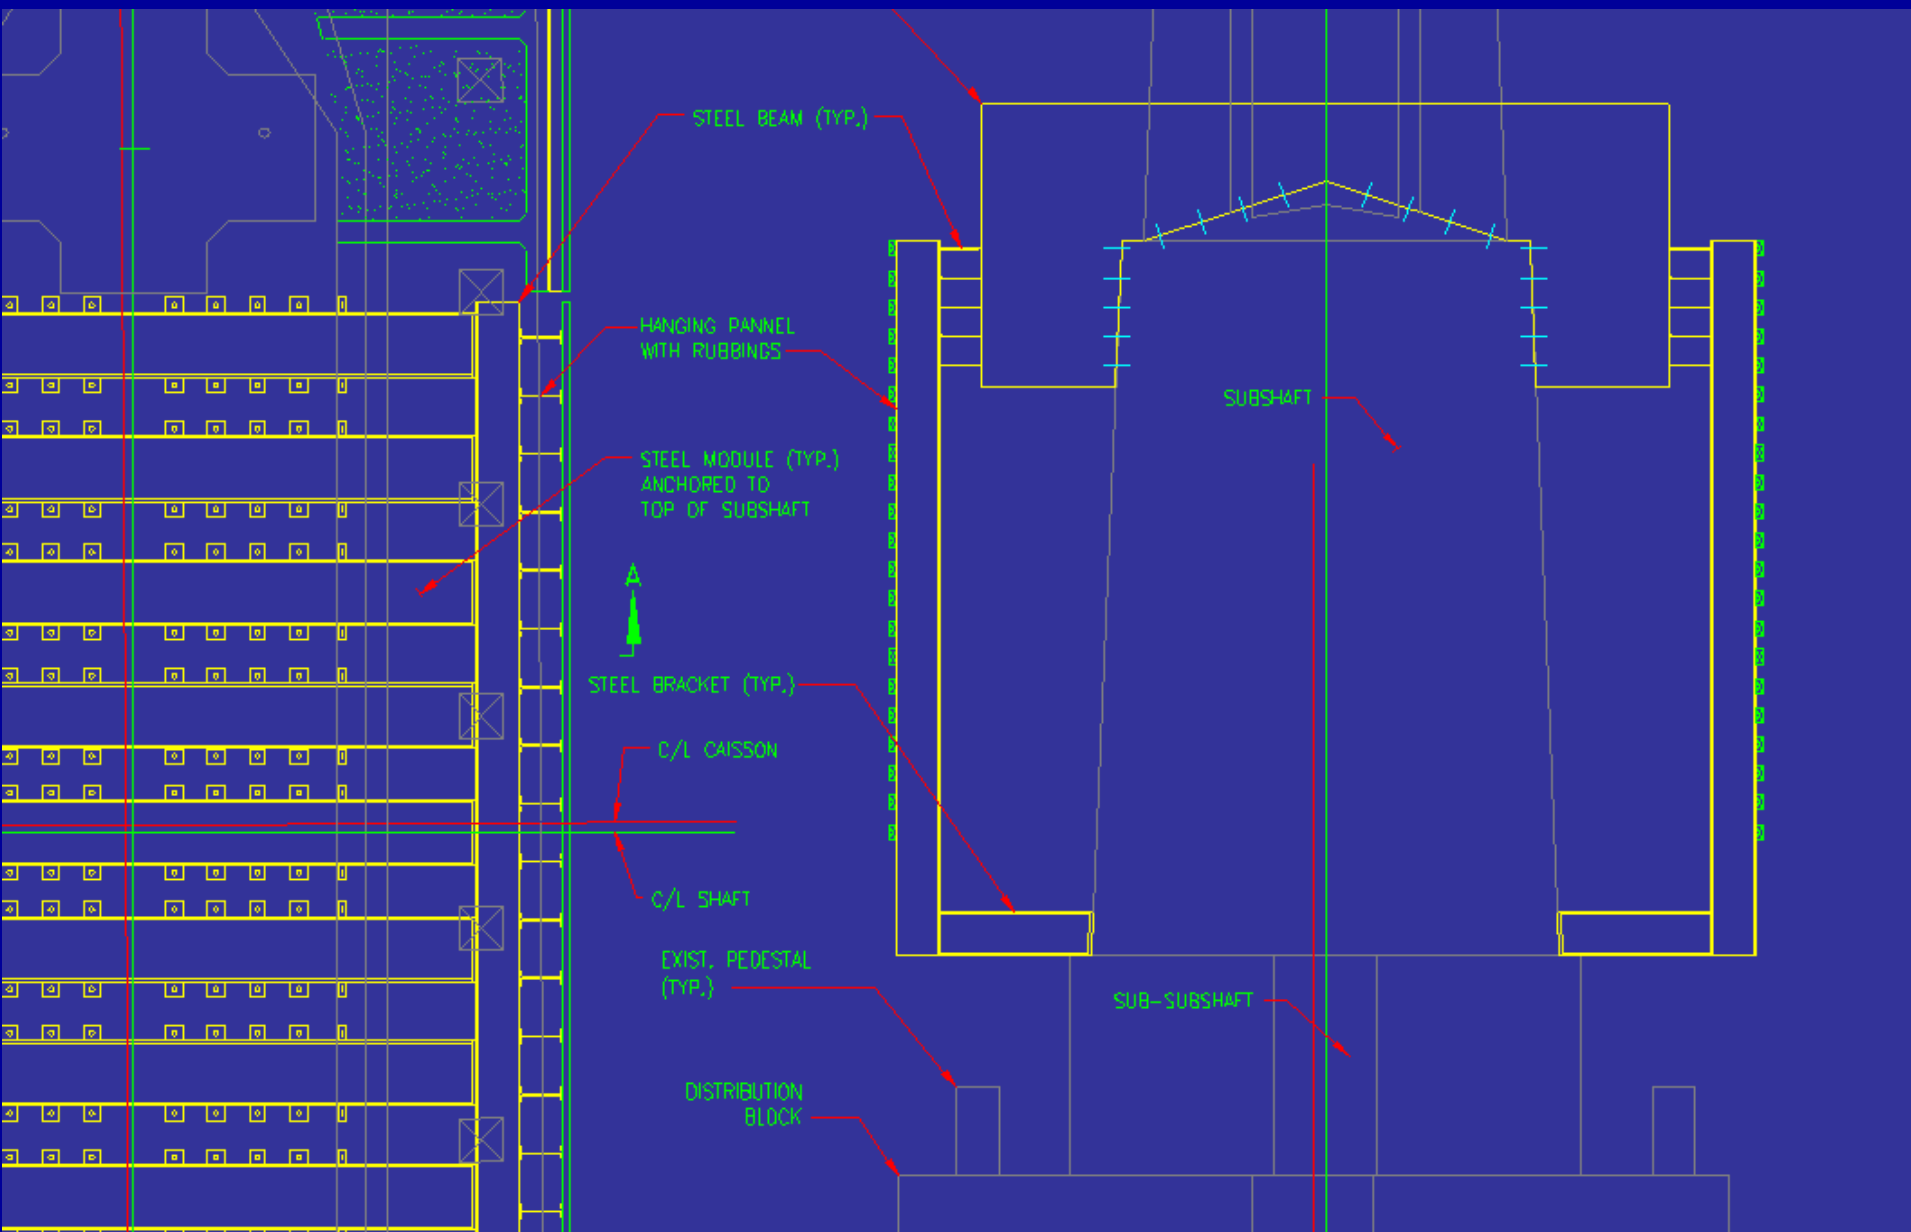 STEEL BEAM (TYP.)
HANGING PANNEL
WITH RUBBINGS
SUBSHAFT
STEEL MODULE (TYP.)
ANCHORED TO
TOP OF SUBSHAFT
A
STEEL BRACKET (TYP.)
C/L CAISSON
C/L SHAFT
EXIST. PEDESTAL
(TYP.)
SUB-SUBSHAFT
DISTRIBUTION
BLOCK